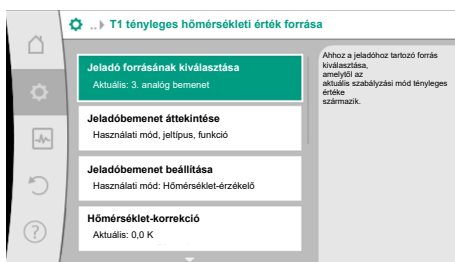 ..▸ T1 tényleges hőmérsékleti érték forrása
Jeladó forrásának kiválasztása
Aktuális: 3. analóg bemenet
Jeladóbemenet áttekintése
Használati mód, jeltípus, funkció
Jeladóbemenet beállítása
Használati mód: Hőmérséklet-érzékelő
Hőmérséklet-korrekció
Aktuális: 0,0 K
Ahhoz a jeladóhoz tartozó forrás
kiválasztása,
amelytől az
aktuális szabályzási mód tényleges
értéke
származik.